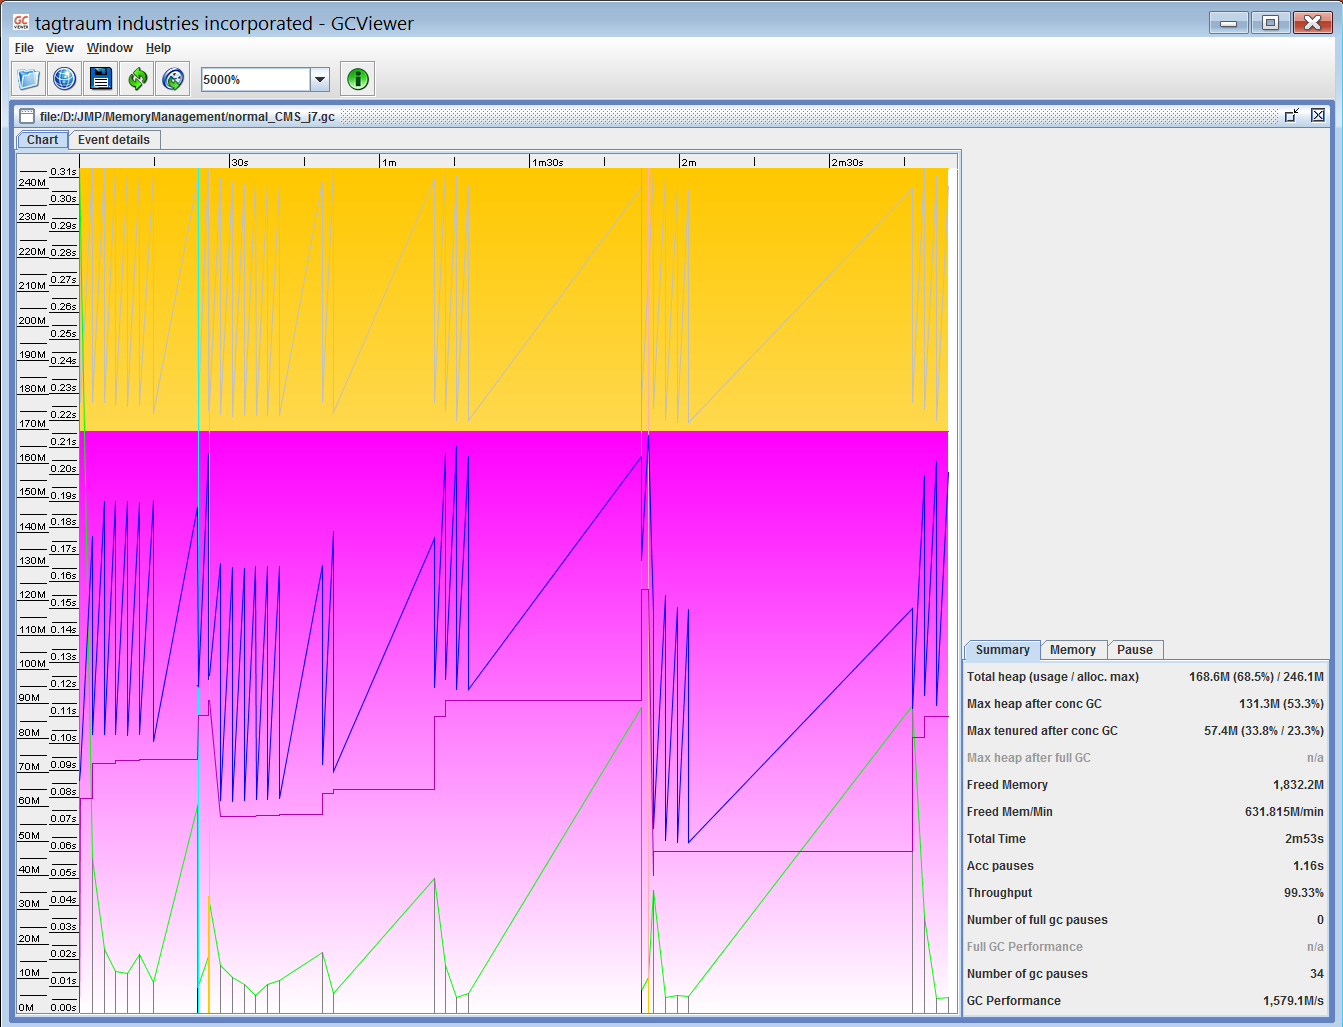 GC
VIEWER
tagtraum industries incorporated - GCViewer
File View Window Help
5000%
file:/D:/JMP/MemoryManagement/normal_CMS_j7.gc
Chart Event details
30s 1m 1m30s 2m 2m30s
0.31s
240M
0.30s
230M
0.29s
220M
0.28s
0.27s
210M
0.26s
200M
0.25s
190M
0.24s
180M
0.23s
0.22s
170M
0.21s
160M
0.20s
150M
0.19s
0.18s
140M
0.17s
130M
0.16s
120M
0.15s
110M
0.14s
0.13s
100M
0.12s
90M
0.11s
80M
0.10s
70M
0.09s
0.08s
60M
0.07s
50M
0.06s
40M
0.05s
0.04s
30M
0.03s
20M
0.02s
10M
0.01s
0M 0.00s
Summary Memory Pause
Total heap (usage / alloc. max) 168.6M (68.5%) / 246.1M
Max heap after conc GC 131.3M (53.3%)
Max tenured after conc GC 57.4M (33.8% / 23.3%)
Max heap after full GC n/a
Freed Memory 1,832.2M
Freed Mem/Min 631.815M/min
Total Time 2m53s
Acc pauses 1.16s
Throughput 99.33%
Number of full gc pauses 0
Full GC Performance n/a
Number of gc pauses 34
GC Performance 1,579.1M/s